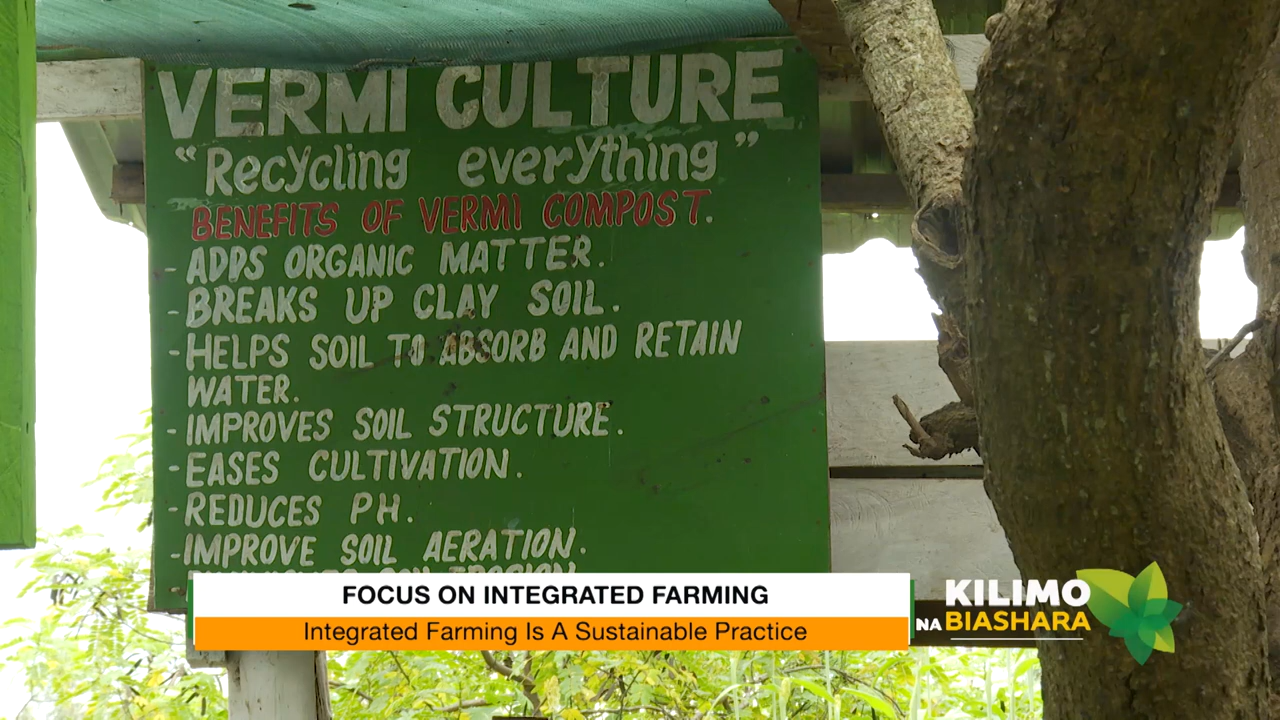 VERMI CULTURE
"Recycling everything"
BENEFITS OF VERMI COMPOST.
- ADDS ORGANIC MATTER.
- BREAKS UP CLAY SOIL.
- HELPS SOIL TO ABSORB AND RETAIN
WATER.
- IMPROVES SOIL STRUCTURE.
- EASES CULTIVATION.
- REDUCES PH.
- IMPROVE SOIL AERATION.
FOCUS ON INTEGRATED FARMING
Integrated Farming Is A Sustainable Practice
KILIMO
NA BIASHARA